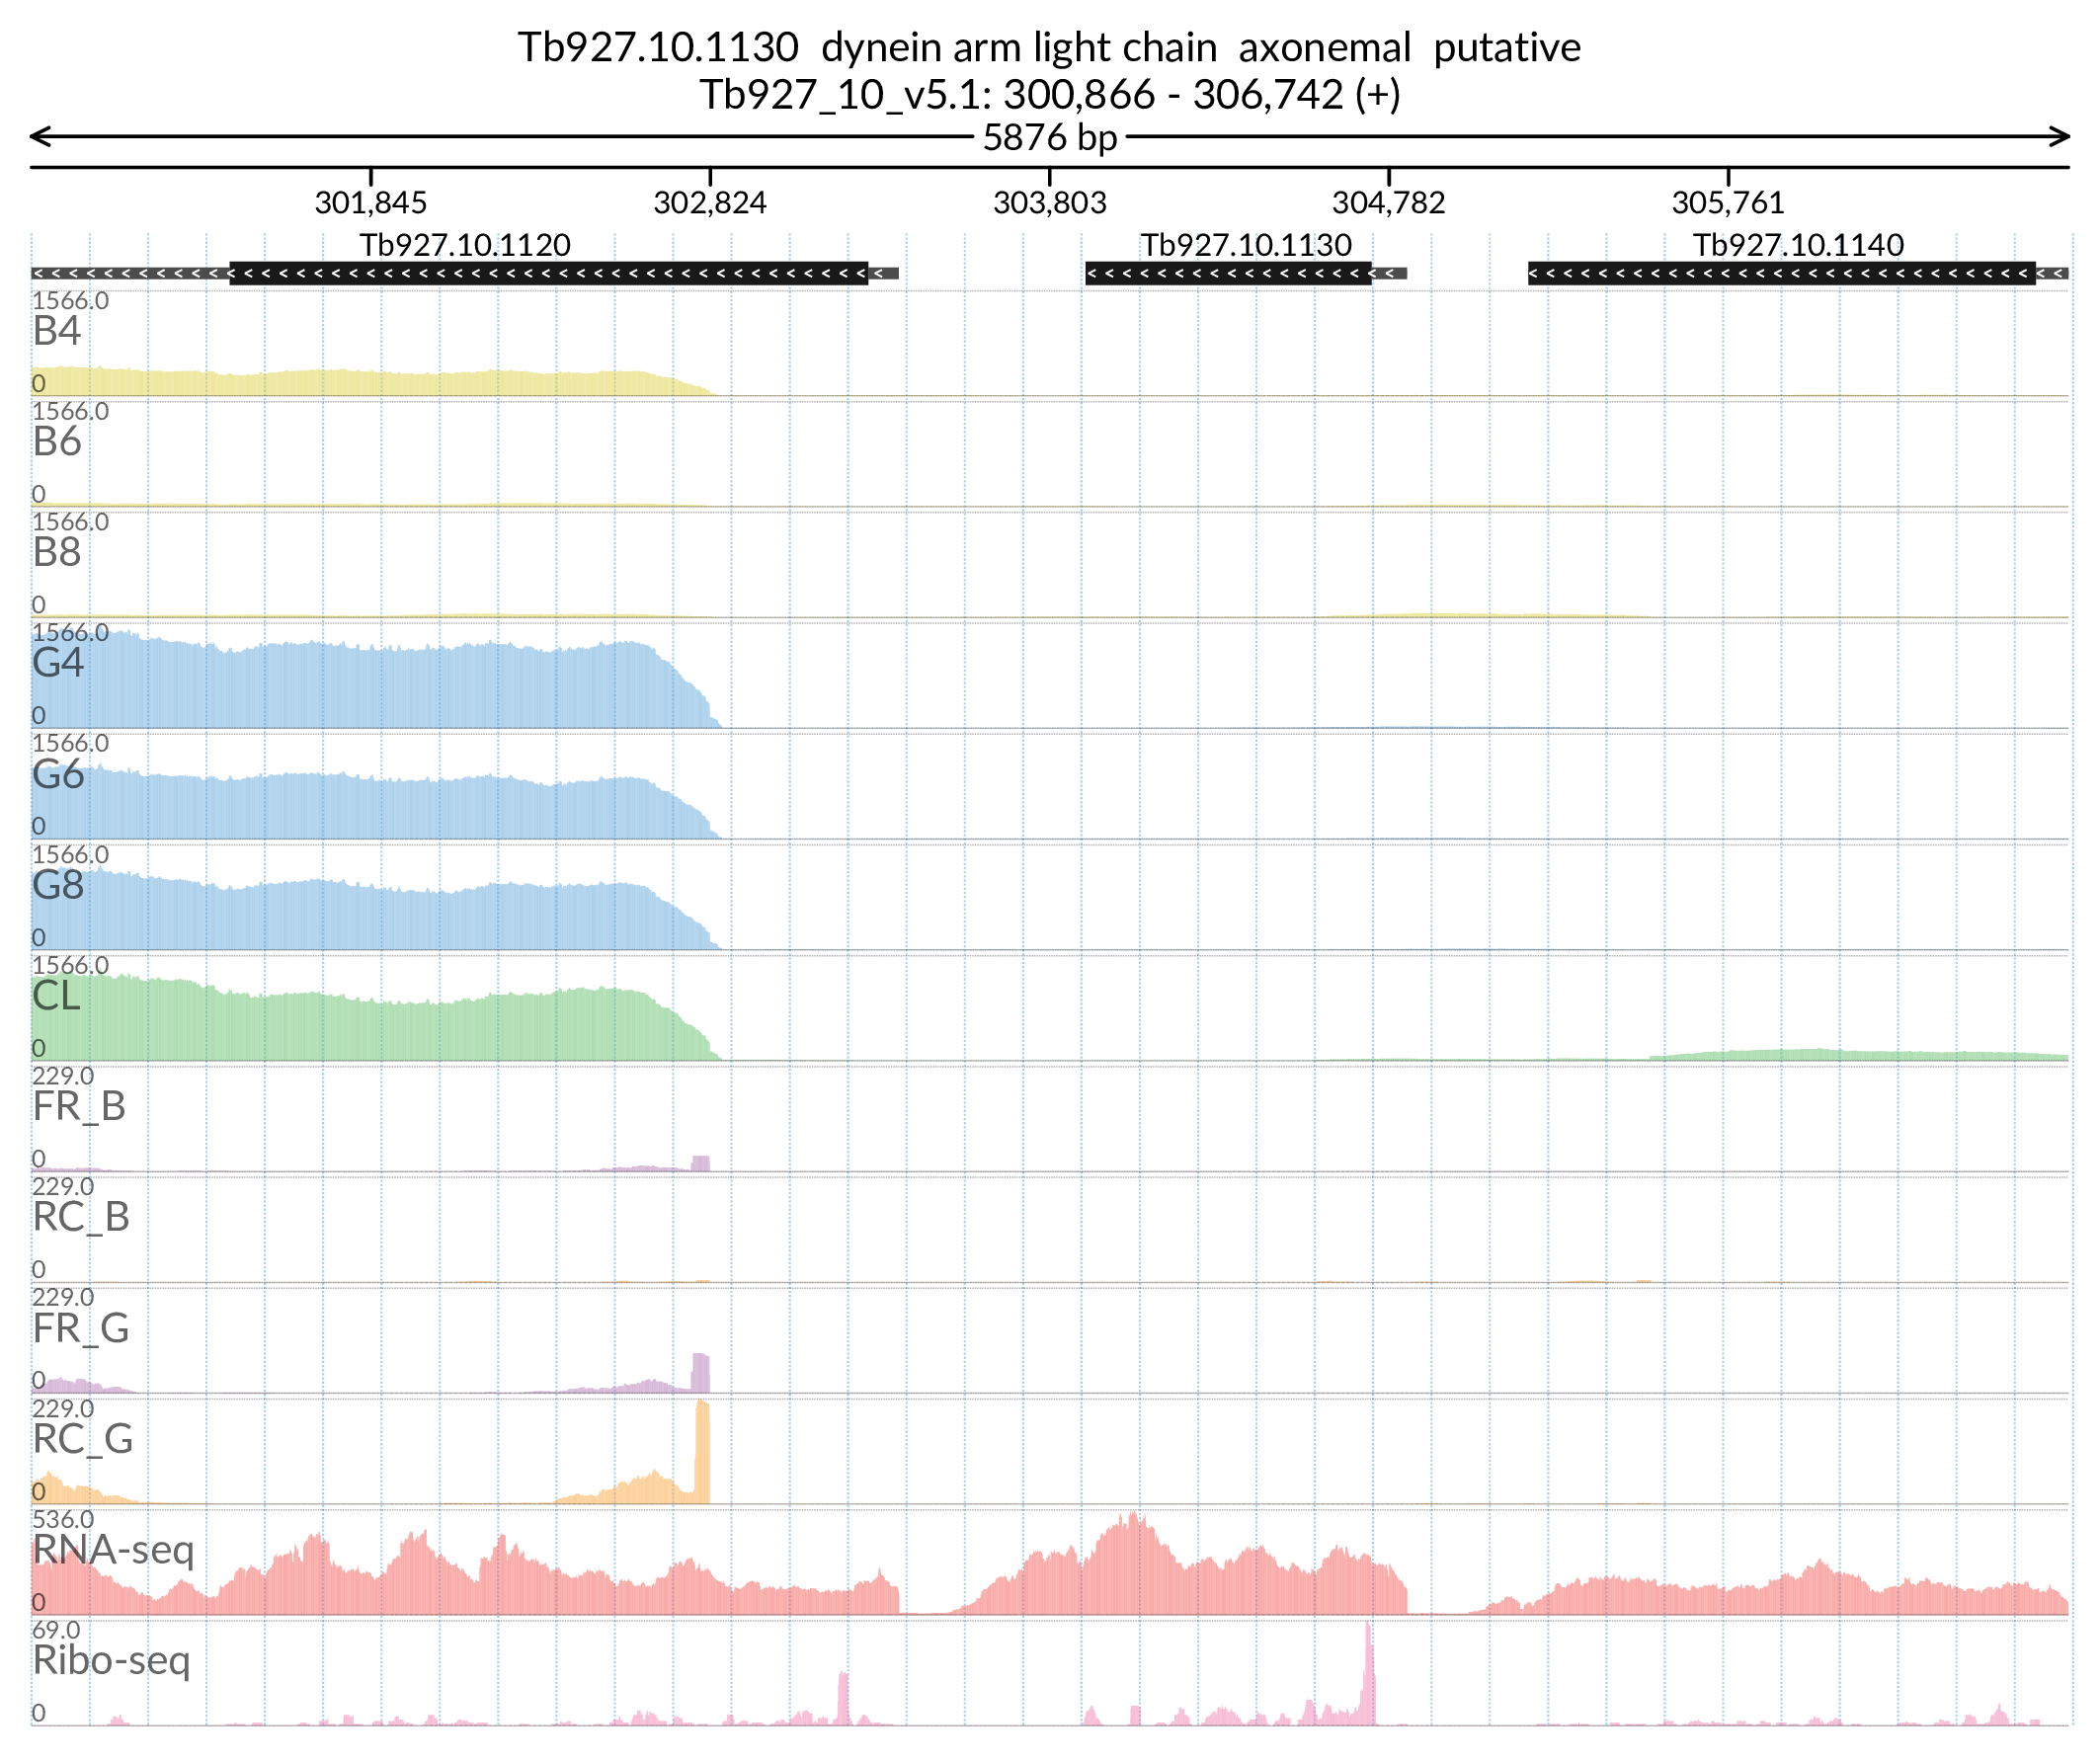 Tb927.10.1130  dynein arm light chain  axonemal  putative
Tb927_10_v5.1: 300,866 - 306,742 (+)
5876 bp
301,845 302,824 303,803 304,782 305,761
Tb927.10.1120 Tb927.10.1130 Tb927.10.1140
1566.0
B4
0
1566.0
B6
0
1566.0
B8
0
1566.0
G4
0
1566.0
G6
0
1566.0
G8
0
1566.0
CL
0
229.0
FR_B
0
229.0
RC_B
0
229.0
FR_G
0
229.0
RC_G
0
536.0
RNA-seq
0
69.0
Ribo-seq
0